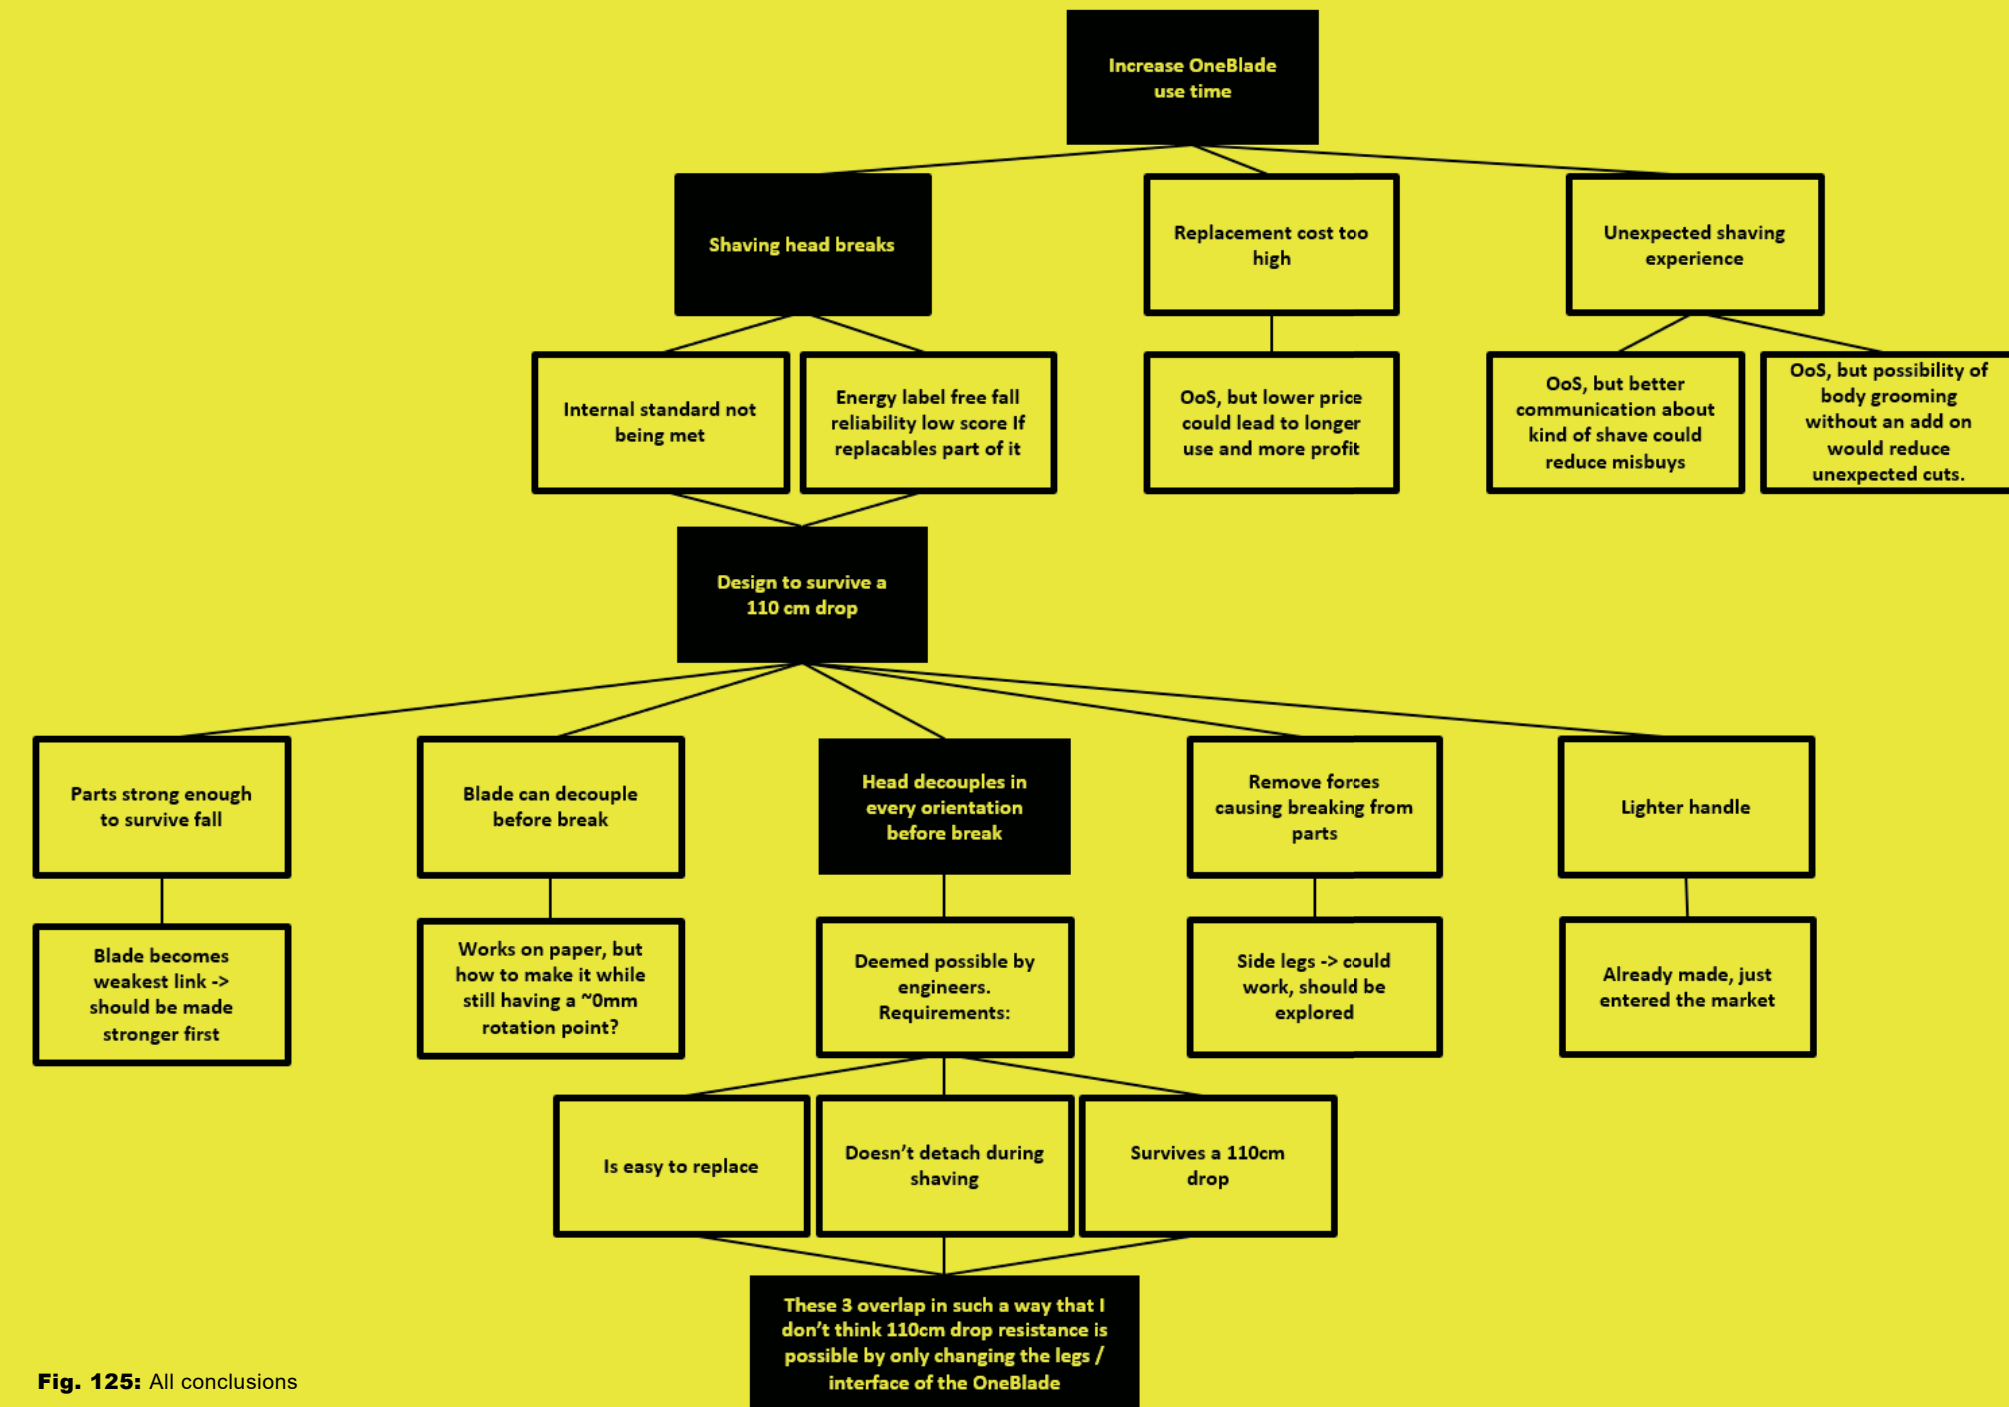 Increase OneBlade
use time
Shaving head breaks
Replacement cost too
high
Unexpected shaving
experience
Internal standard not
being met
Energy label free fall
reliability low score If
replacables part of it
OoS, but lower price
could lead to longer
use and more profit
OoS, but better
communication about
kind of shave could
reduce misbuys
OoS, but possibility of
body grooming
without an add on
would reduce
unexpected cuts.
Design to survive a
110 cm drop
Parts strong enough
to survive fall
Blade can decouple
before break
Head decouples in
every orientation
before break
Remove forces
causing breaking from
parts
Lighter handle
Blade becomes
weakest link ->
should be made
stronger first
Works on paper, but
how to make it while
still having a ~0mm
rotation point?
Deemed possible by
engineers.
Requirements:
Side legs -> could
work, should be
explored
Already made, just
entered the market
Is easy to replace
Doesn't detach during
shaving
Survives a 110cm
drop
These 3 overlap in such a way that I
don't think 110cm drop resistance is
possible by only changing the legs /
interface of the OneBlade
Fig. 125: All conclusions